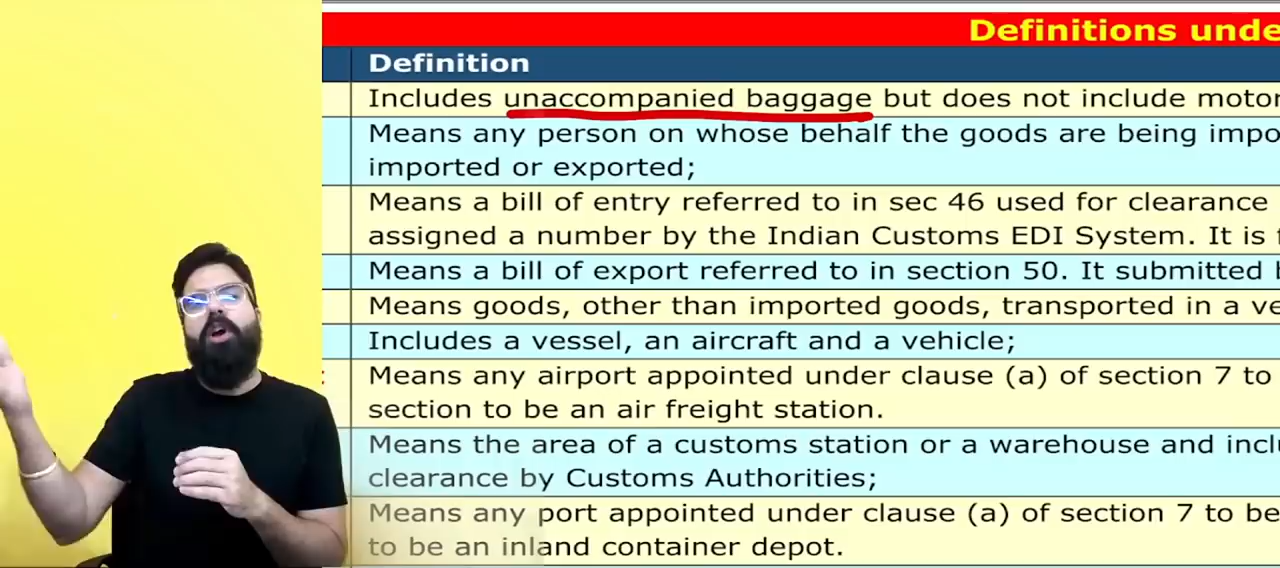 Definitions unde
Definition
Includes unaccompanied baggage but does not include motor
Means any person on whose behalf the goods are being impo
imported or exported;
Means a bill of entry referred to in sec 46 used for clearance
assigned a number by the Indian Customs EDI System. It is
Means a bill of export referred to in section 50. It submitted
Means goods, other than imported goods, transported in a ve
Includes a vessel, an aircraft and a vehicle;
Means any airport appointed under clause (a) of section 7 to
section to be an air freight station.
Means the area of a customs station or a warehouse and incl
clearance by Customs Authorities;
Means any port appointed under clause (a) of section 7 to be
to be an inland container depot.